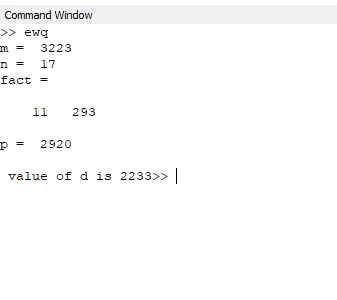 Command Window
>> ewq
m =  3223
n =  17
fact =
11   293
p =  2920
value of d is 2233>>